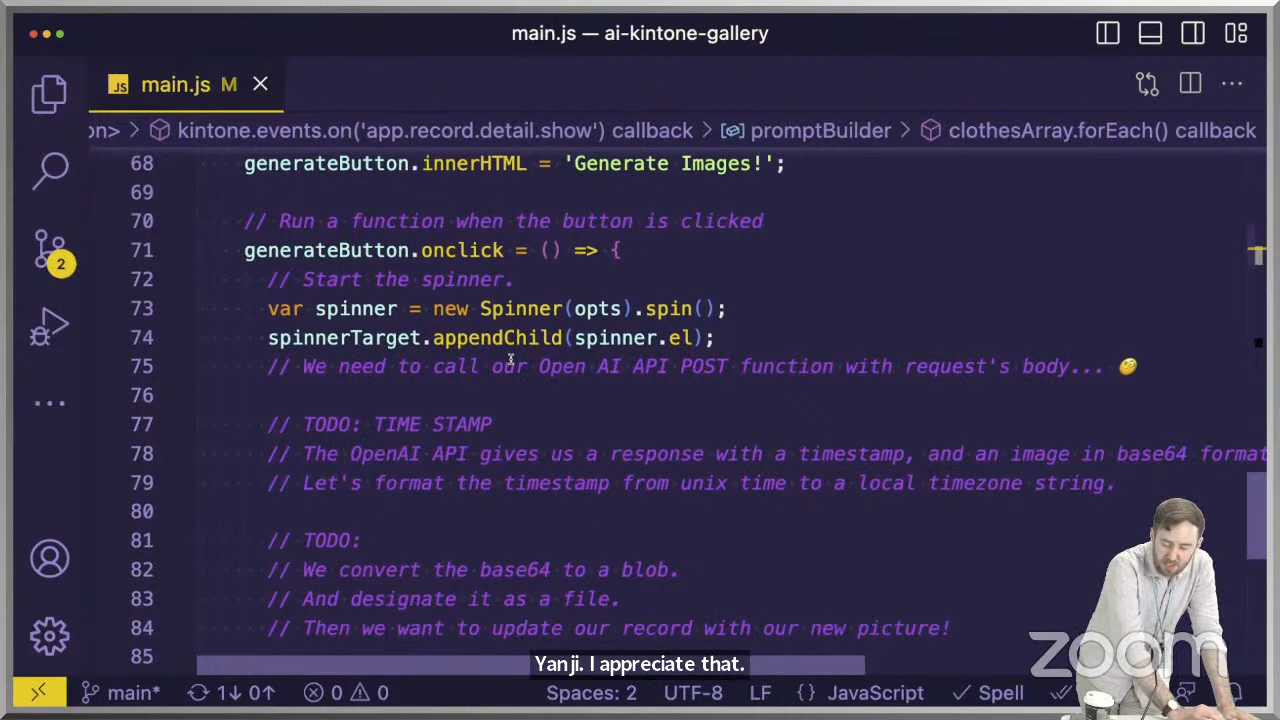 main.js — ai-kintone-gallery
JS main.js M
on> > kintone.events.on('app.record.detail.show') callback > promptBuilder > clothesArray.forEach() callback
68 generateButton.innerHTML = 'Generate Images!';
69
70 // Run a function when the button is clicked
71 generateButton.onclick = () => {
72 // Start the spinner.
73 var spinner = new Spinner(opts).spin();
74 spinnerTarget.appendChild(spinner.el);
75 // We need to call our Open AI API POST function with request's body... 🧐
76
77 // TODO: TIME STAMP
78 // The OpenAI API gives us a response with a timestamp, and an image in base64 format
79 // Let's format the timestamp from unix time to a local timezone string.
80
81 // TODO:
82 // We convert the base64 to a blob.
83 // And designate it as a file.
84 // Then we want to update our record with our new picture!
85
2
Yanji. I appreciate that.
zoom
main* 1↓ 0↑ 0 0 Spaces: 2 UTF-8 LF {} JavaScript Spell